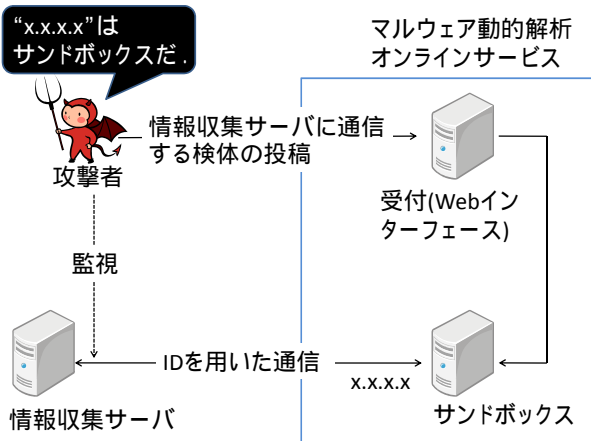 “x.x.x.x”は
サンドボックスだ.
マルウェア動的解析
オンラインサービス
情報収集サーバに通信
する検体の投稿
攻撃者
受付(Webイン
ターフェース)
監視
IDを用いた通信
x.x.x.x
情報収集サーバ
サンドボックス